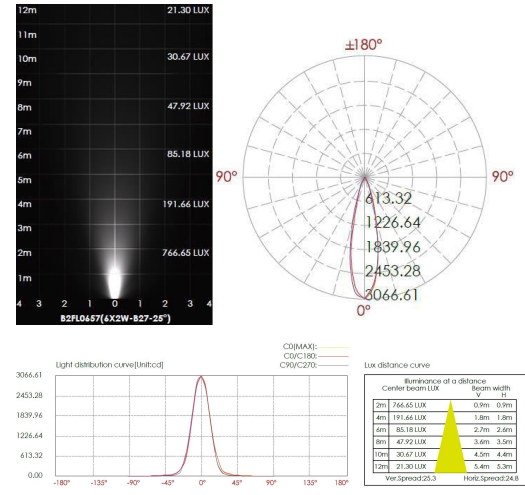 12m 21.30 LUX
11m
10m 30.67 LUX
9m
8m 47.92 LUX
7m
6m 85.18 LUX
5m
4m 191.66 LUX
3m
2m 766.65 LUX
1m
4 3 2 1 0 1 2 3 4
B2FL0657(6X2W-B27-25°)
±180°
90° 90°
613.32
1226.64
1839.96
2453.28
3066.61
0°
C0(MAX):
C0/C180:
C90/C270:
Light distribution curve(Unit:cd)
3066.61
2453.28
1839.96
1226.64
613.32
0.00
-180° -135° -90° -45° 0° 45° 90° 135° 180°
Lux distance curve
Illuminance at a distance
Center beam LUX Beam width
V H
2m 766.65 LUX 0.9m 0.9m
4m 191.66 LUX 1.8m 1.8m
6m 85.18 LUX 2.7m 2.6m
8m 47.92 LUX 3.6m 3.5m
10m 30.67 LUX 4.5m 4.4m
12m 21.30 LUX 5.4m 5.3m
Ver.Spread:25.3 Horiz.Spread:24.8